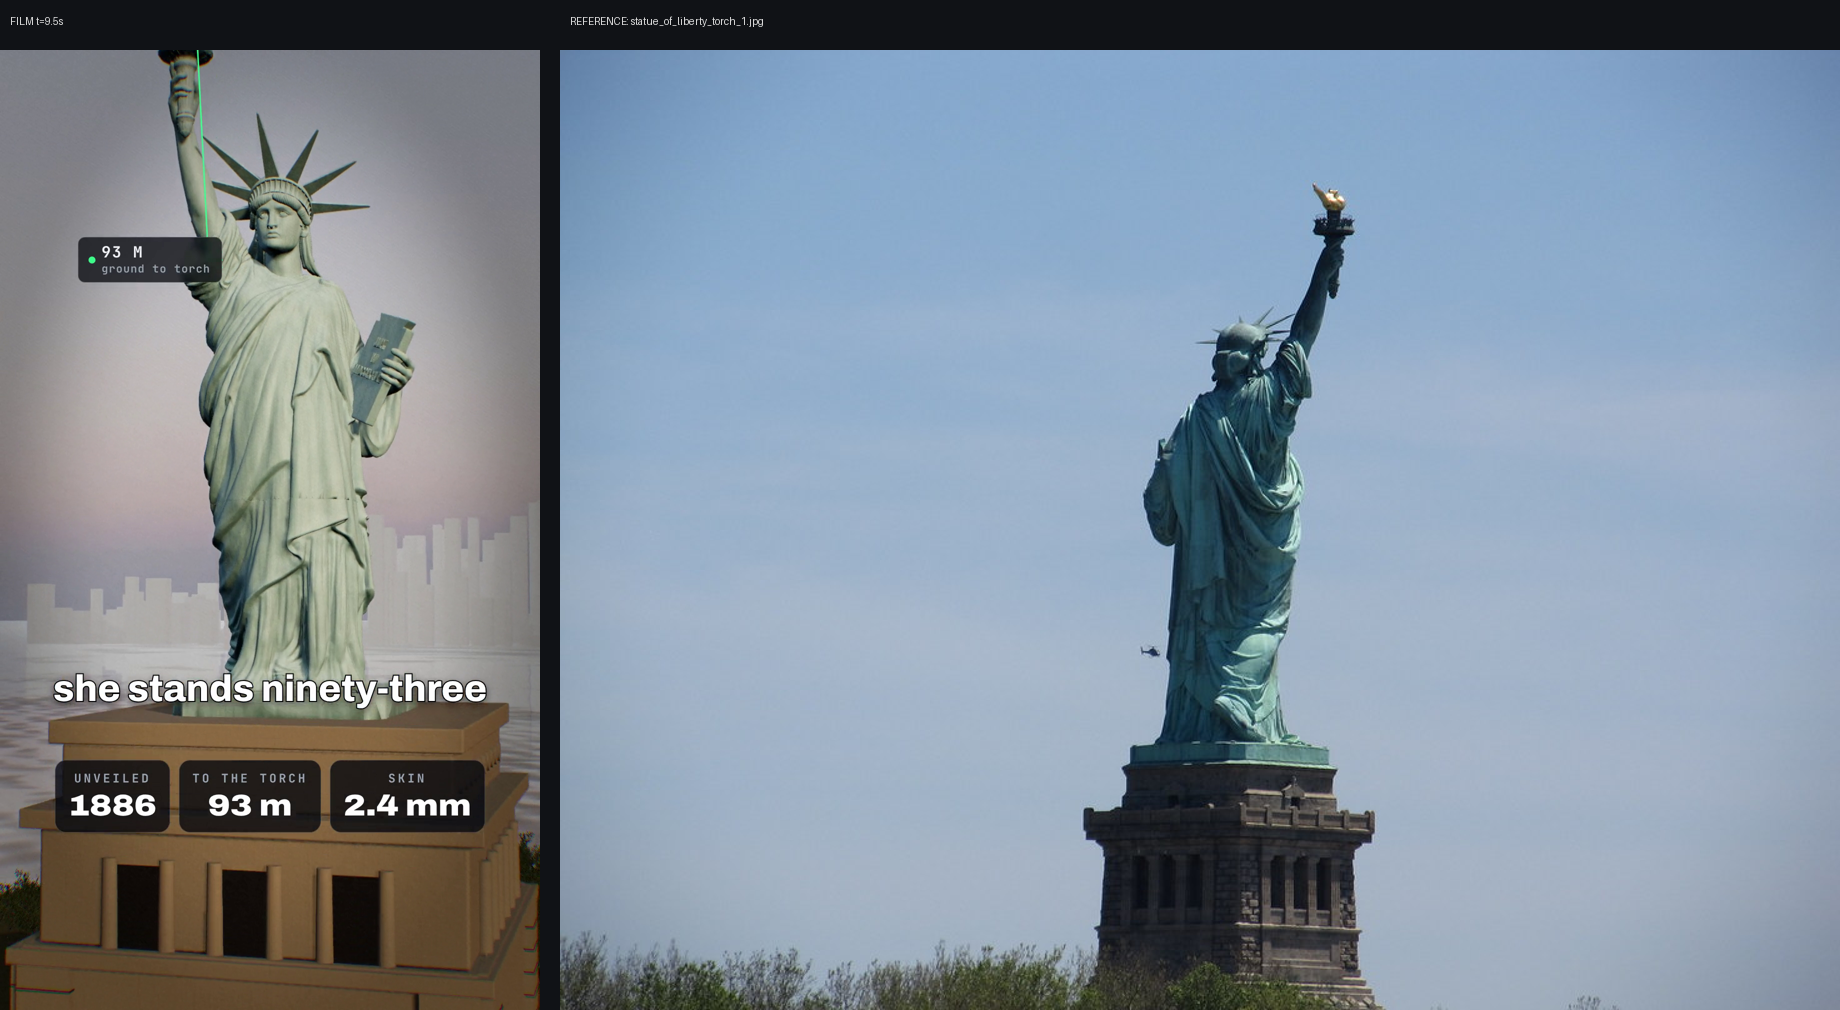 FILM t=9.5s
REFERENCE: statue_of_liberty_torch_1.jpg
93 M
ground to torch
she stands ninety-three
UNVEILED
1886
TO THE TORCH
93 m
SKIN
2.4 mm